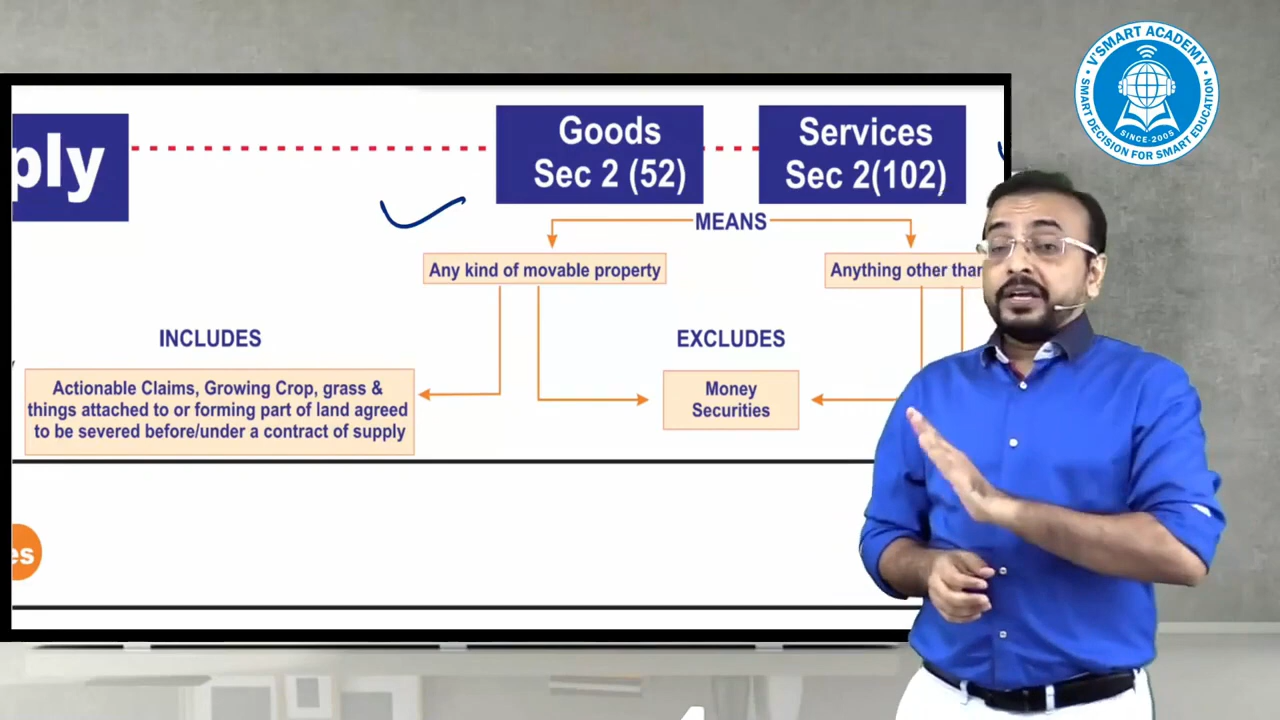 V'SMART ACADEMY
SMART DECISION FOR SMART EDUCATION
SINCE-2005
ply
Goods
Sec 2 (52)
Services
Sec 2(102)
MEANS
Any kind of movable property
Anything other than
INCLUDES
EXCLUDES
Actionable Claims, Growing Crop, grass &
things attached to or forming part of land agreed
to be severed before/under a contract of supply
Money
Securities
es